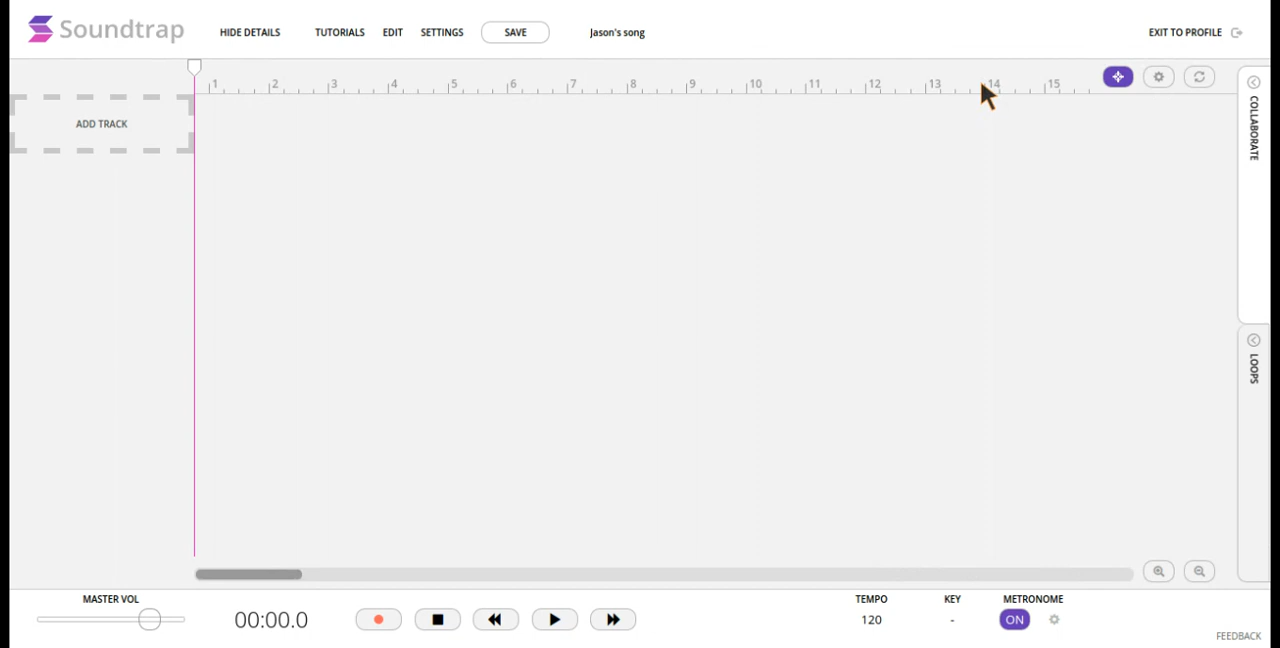 Soundtrap
HIDE DETAILS TUTORIALS EDIT SETTINGS SAVE Jason's song EXIT TO PROFILE
1 2 3 4 5 6 7 8 9 10 11 12 13 14 15
ADD TRACK
COLLABORATE
LOOPS
MASTER VOL
00:00.0
TEMPO KEY METRONOME
120 - ON
FEEDBACK